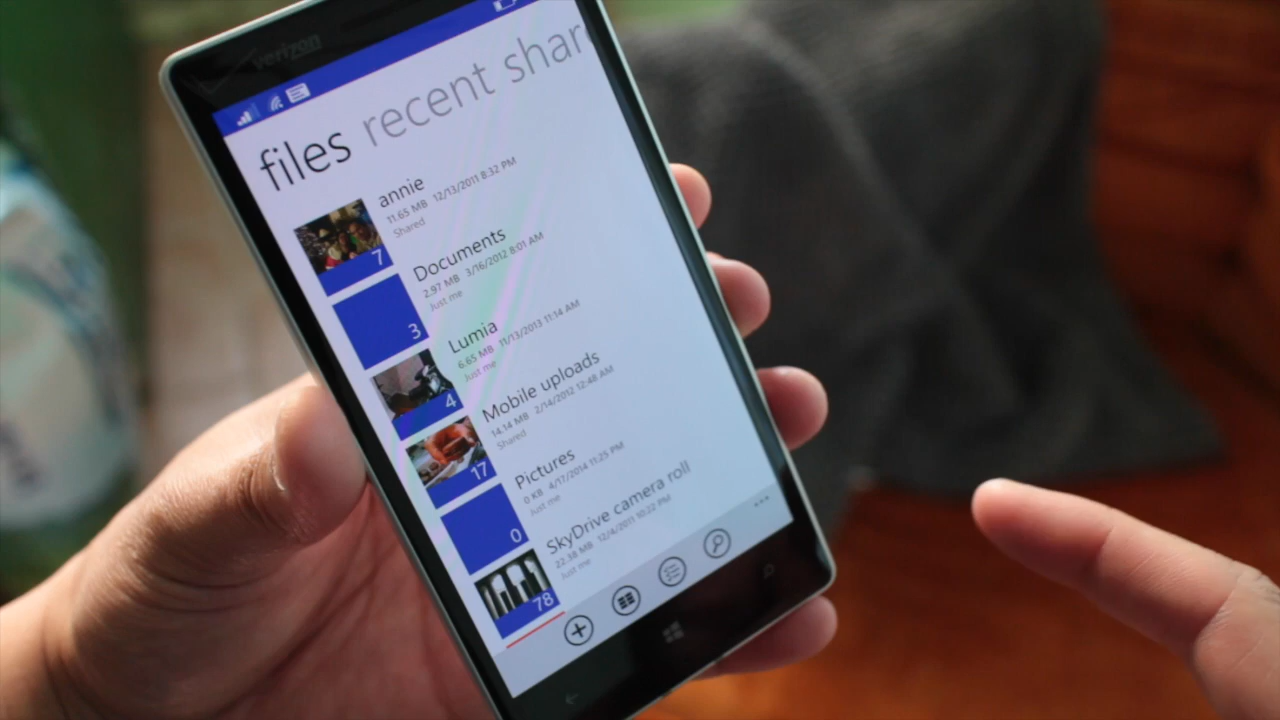 verizon
files recent shar
annie
11.65 MB 12/13/2011 8:32 PM
Shared
7
Documents
2.97 MB 3/16/2012 8:01 AM
Just me
3
Lumia
6.65 MB 11/13/2013 11:14 AM
Just me
4
Mobile uploads
14.14 MB 2/14/2012 12:48 AM
Shared
17
Pictures
0 KB 4/17/2014 11:25 PM
Just me
0
SkyDrive camera roll
22.38 MB 12/4/2011 10:22 PM
Just me
78